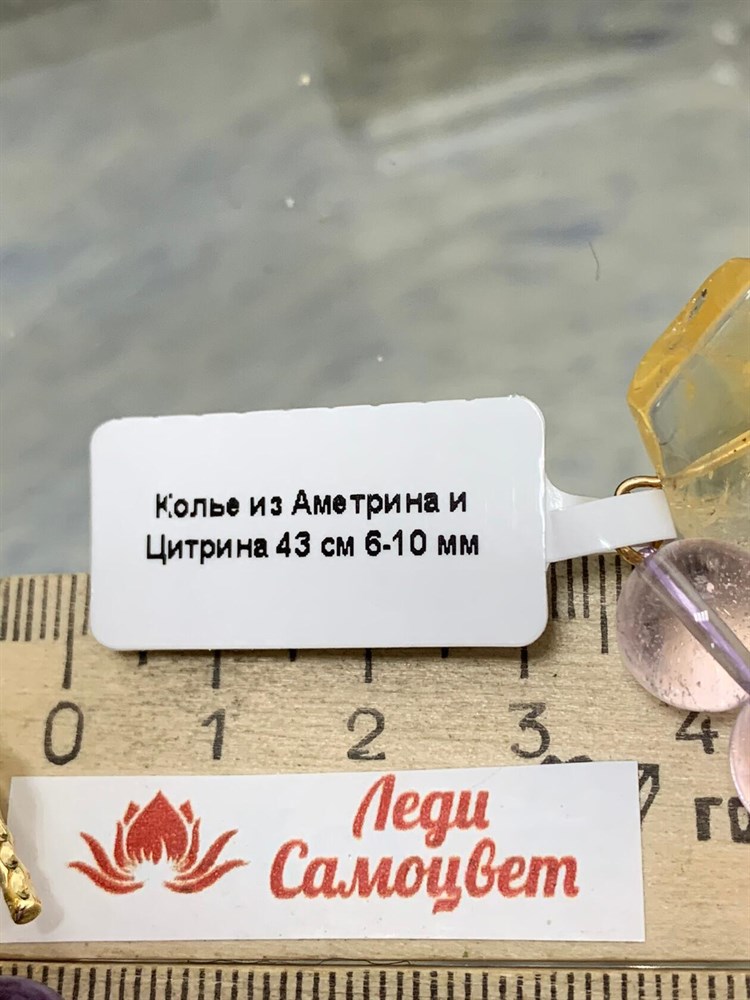 Колье из Аметрина и
Цитрина 43 см 6-10 мм
0 1 2 3 4
Леди
Самоцвет